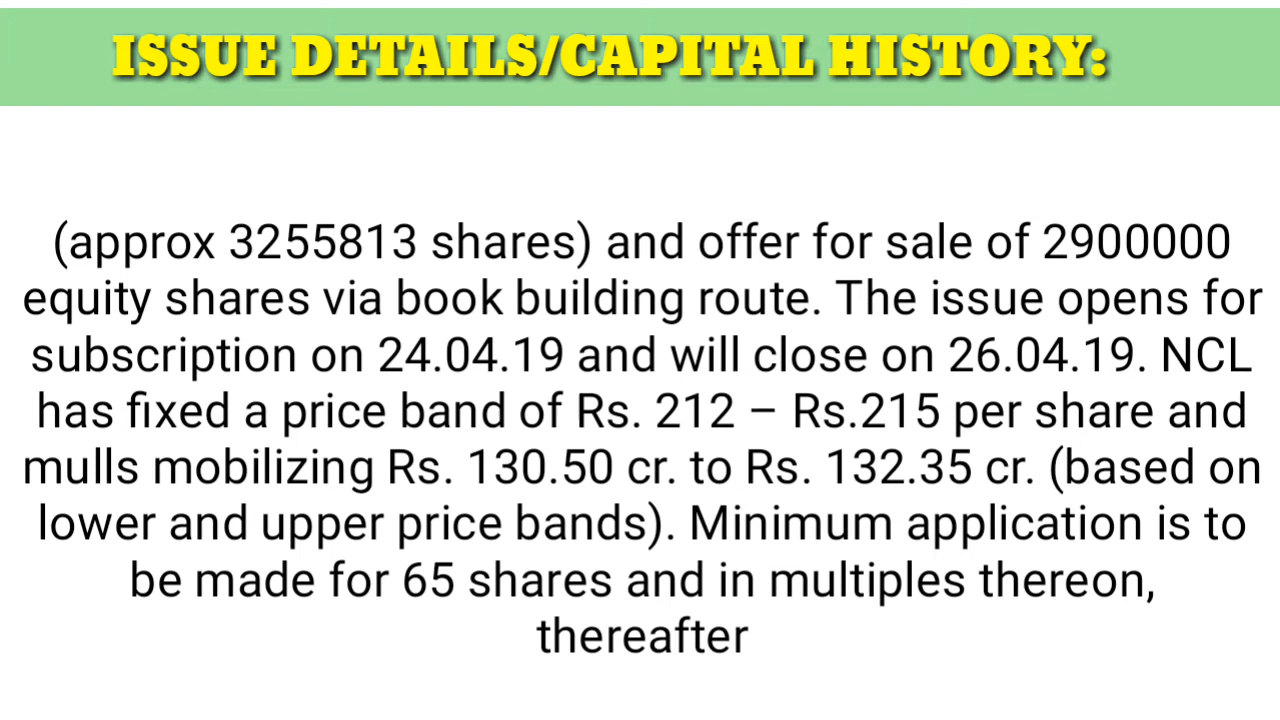 ISSUE DETAILS/CAPITAL HISTORY:
(approx 3255813 shares) and offer for sale of 2900000
equity shares via book building route. The issue opens for
subscription on 24.04.19 and will close on 26.04.19. NCL
has fixed a price band of Rs. 212 – Rs.215 per share and
mulls mobilizing Rs. 130.50 cr. to Rs. 132.35 cr. (based on
lower and upper price bands). Minimum application is to
be made for 65 shares and in multiples thereon,
thereafter